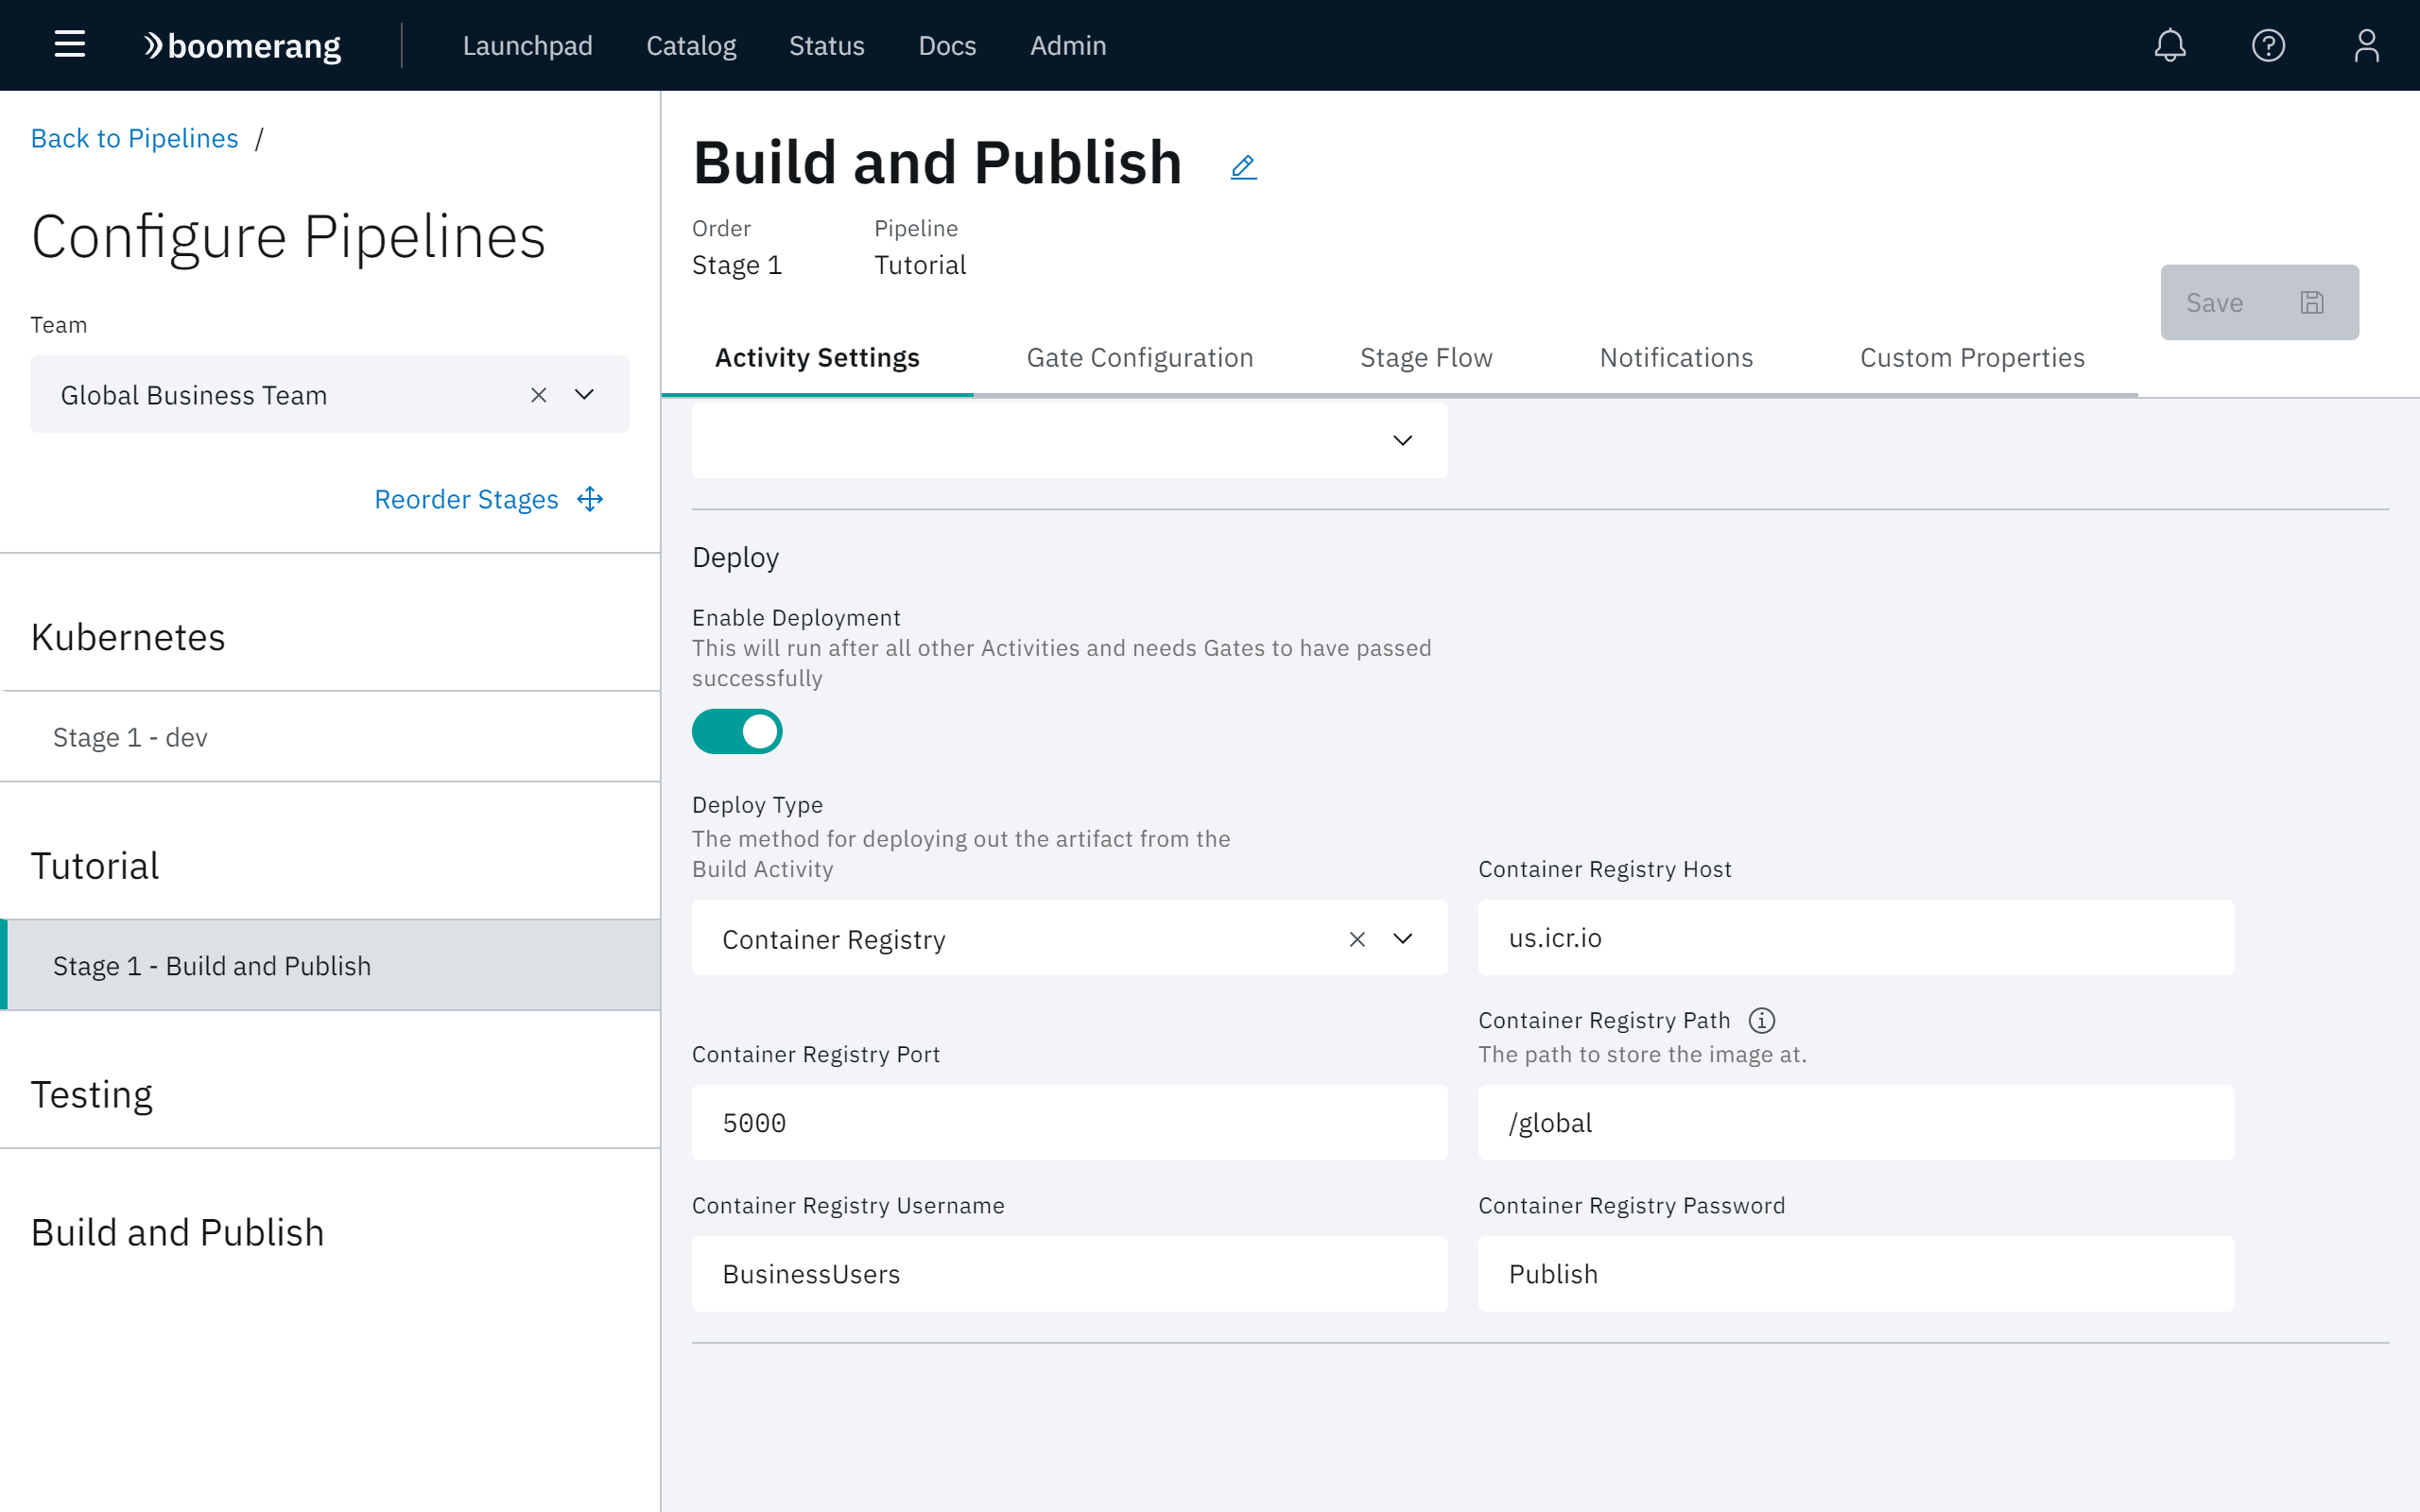 boomerang
Launchpad
Catalog
Status
Docs
Admin
Back to Pipelines /
Configure Pipelines
Team
Global Business Team
Reorder Stages
Kubernetes
Stage 1 - dev
Tutorial
Stage 1 - Build and Publish
Testing
Build and Publish
Build and Publish
Order
Stage 1
Pipeline
Tutorial
Save
Activity Settings
Gate Configuration
Stage Flow
Notifications
Custom Properties
Deploy
Enable Deployment
This will run after all other Activities and needs Gates to have passed
successfully
Deploy Type
The method for deploying out the artifact from the
Build Activity
Container Registry
Container Registry Host
us.icr.io
Container Registry Port
5000
Container Registry Path
The path to store the image at.
/global
Container Registry Username
BusinessUsers
Container Registry Password
Publish